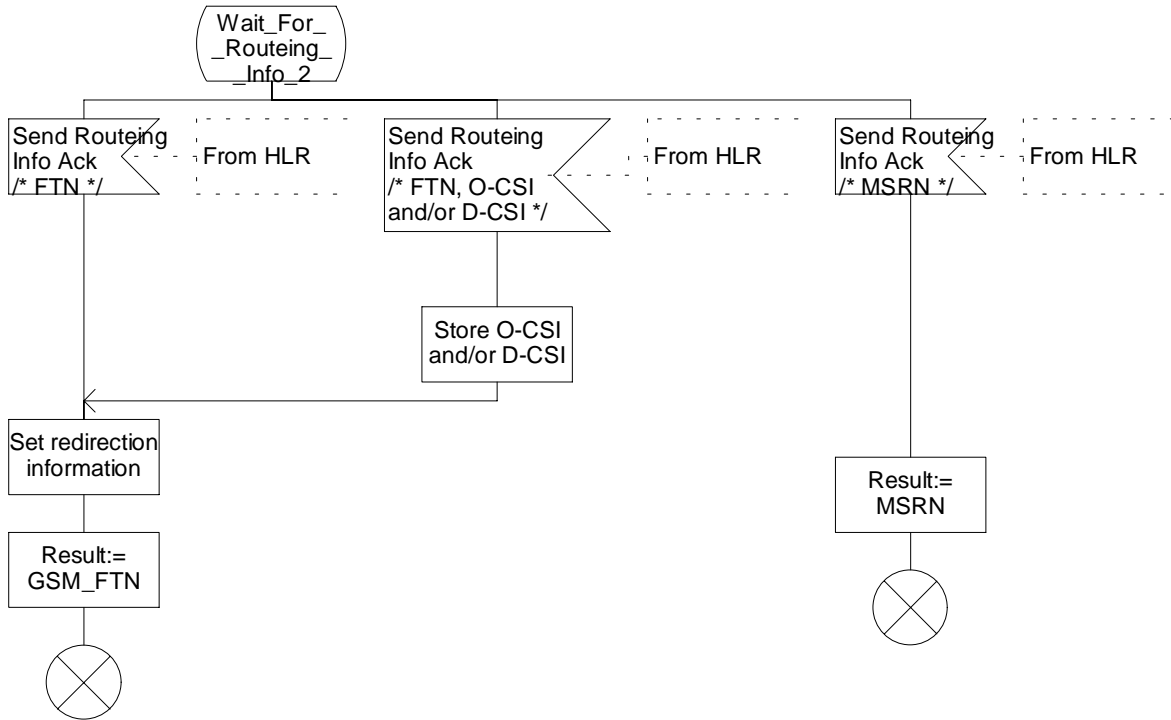 Wait_For_
_Routeing_
_Info_2
Send Routeing
Info Ack
/* FTN */
From HLR
Send Routeing
Info Ack
/* FTN, O-CSI
and/or D-CSI */
From HLR
Send Routeing
Info Ack
/* MSRN */
From HLR
Store O-CSI
and/or D-CSI
Set redirection
information
Result:=
MSRN
Result:=
GSM_FTN